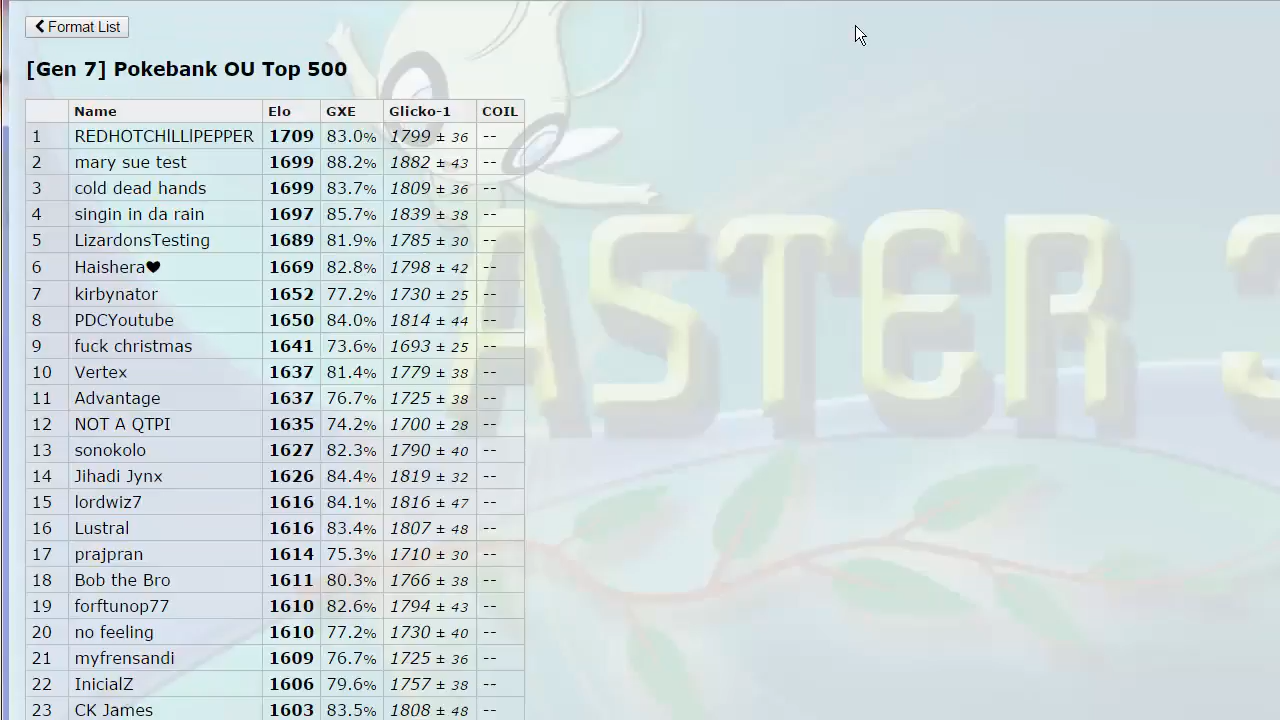 Format List
[Gen 7] Pokebank OU Top 500
Name Elo GXE Glicko-1 COIL
1 REDHOTCHlLLlPEPPER 1709 83.0% 1799 ± 36 --
2 mary sue test 1699 88.2% 1882 ± 43 --
3 cold dead hands 1699 83.7% 1809 ± 36 --
4 singin in da rain 1697 85.7% 1839 ± 38 --
5 LizardonsTesting 1689 81.9% 1785 ± 30 --
6 Haishera♥ 1669 82.8% 1798 ± 42 --
7 kirbynator 1652 77.2% 1730 ± 25 --
8 PDCYoutube 1650 84.0% 1814 ± 44 --
9 fuck christmas 1641 73.6% 1693 ± 25 --
10 Vertex 1637 81.4% 1779 ± 38 --
11 Advantage 1637 76.7% 1725 ± 38 --
12 NOT A QTPI 1635 74.2% 1700 ± 28 --
13 sonokolo 1627 82.3% 1790 ± 40 --
14 Jihadi Jynx 1626 84.4% 1819 ± 32 --
15 lordwiz7 1616 84.1% 1816 ± 47 --
16 Lustral 1616 83.4% 1807 ± 48 --
17 prajpran 1614 75.3% 1710 ± 30 --
18 Bob the Bro 1611 80.3% 1766 ± 38 --
19 forftunop77 1610 82.6% 1794 ± 43 --
20 no feeling 1610 77.2% 1730 ± 40 --
21 myfrensandi 1609 76.7% 1725 ± 36 --
22 InicialZ 1606 79.6% 1757 ± 38 --
23 CK James 1603 83.5% 1808 ± 48 --
ASTER